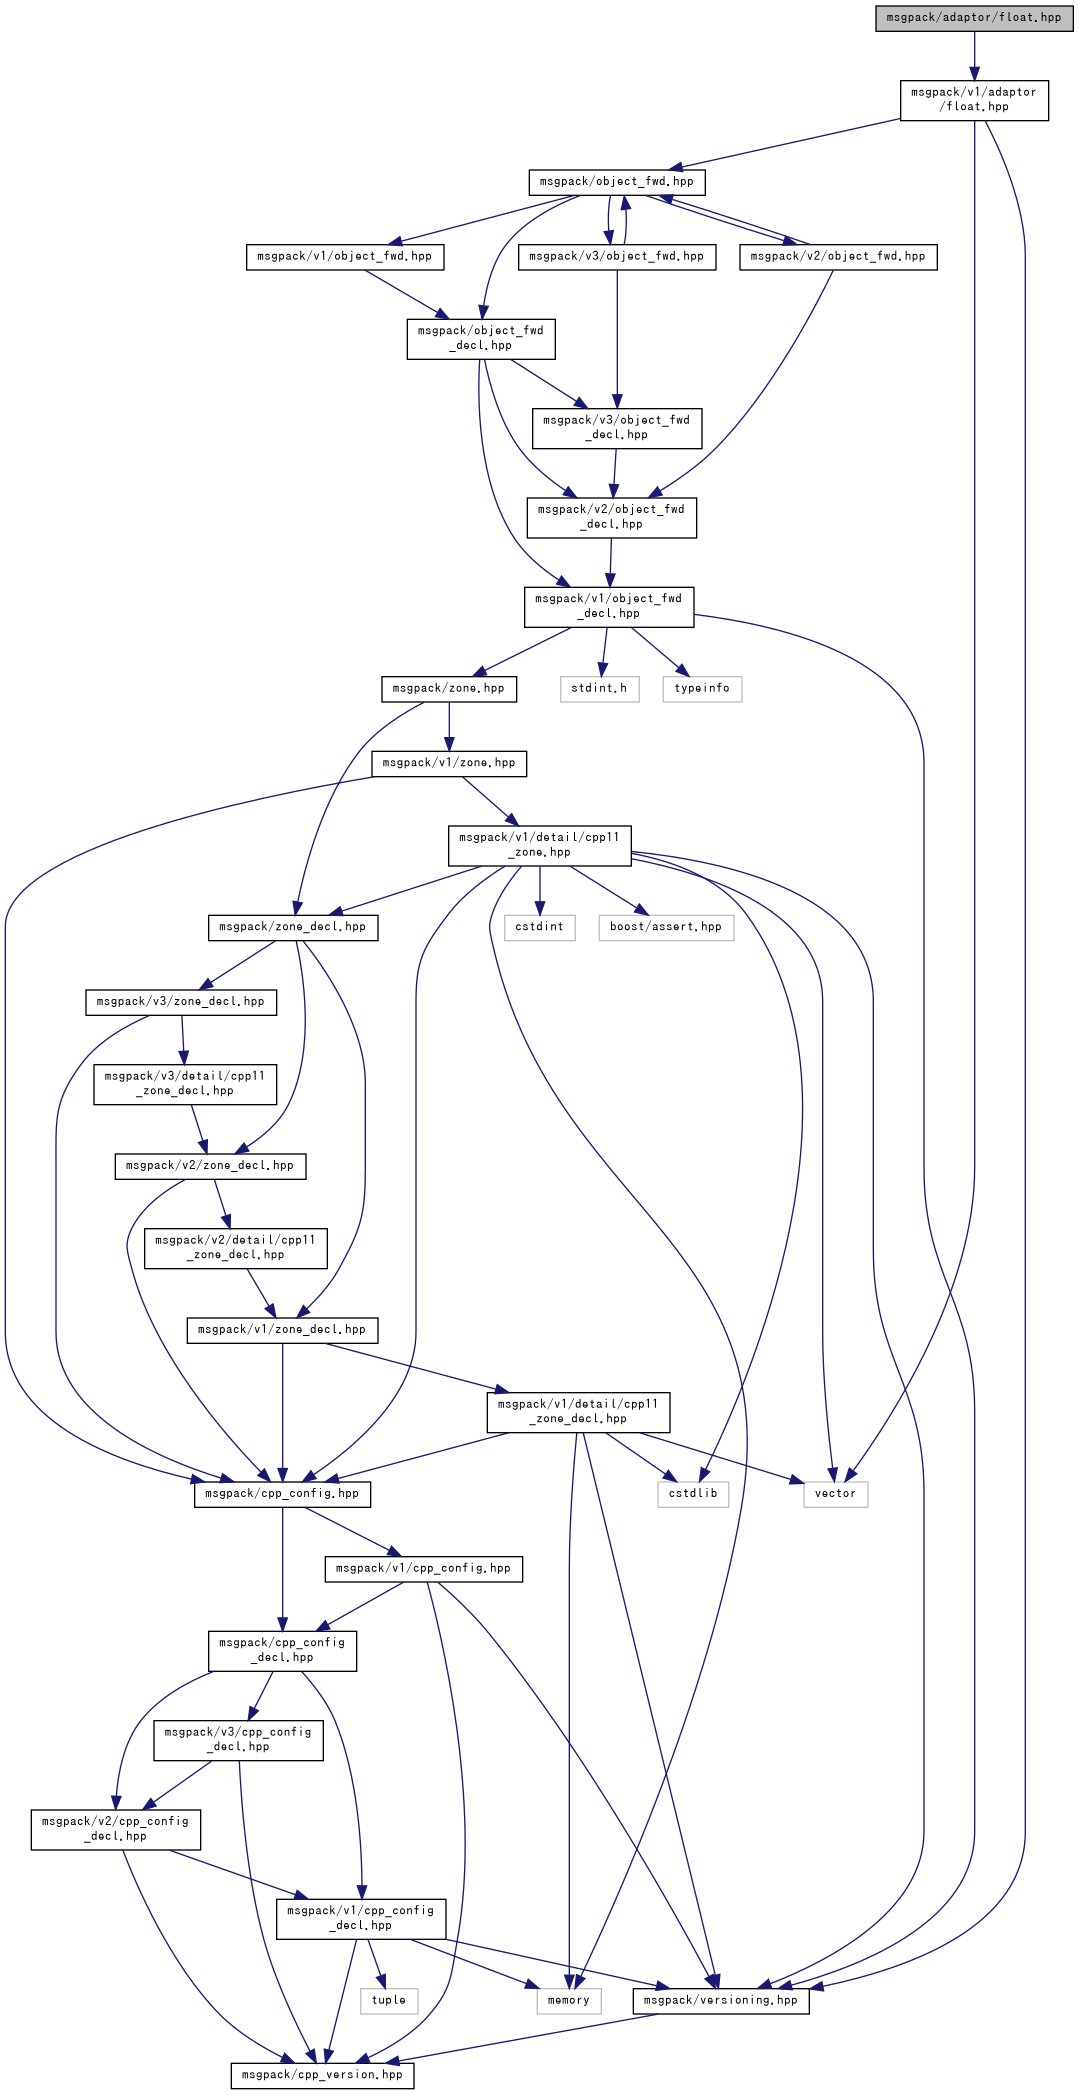 msgpack/adaptor/float.hpp
msgpack/v1/adaptor
/float.hpp
msgpack/object_fwd.hpp
msgpack/v1/object_fwd.hpp
msgpack/v3/object_fwd.hpp
msgpack/v2/object_fwd.hpp
msgpack/object_fwd
_decl.hpp
msgpack/v3/object_fwd
_decl.hpp
msgpack/v2/object_fwd
_decl.hpp
msgpack/v1/object_fwd
_decl.hpp
msgpack/zone.hpp
stdint.h
typeinfo
msgpack/v1/zone.hpp
msgpack/v1/detail/cpp11
_zone.hpp
msgpack/zone_decl.hpp
cstdint
boost/assert.hpp
msgpack/v3/zone_decl.hpp
msgpack/v3/detail/cpp11
_zone_decl.hpp
msgpack/v2/zone_decl.hpp
msgpack/v2/detail/cpp11
_zone_decl.hpp
msgpack/v1/zone_decl.hpp
msgpack/v1/detail/cpp11
_zone_decl.hpp
msgpack/cpp_config.hpp
cstdlib
vector
msgpack/v1/cpp_config.hpp
msgpack/cpp_config
_decl.hpp
msgpack/v3/cpp_config
_decl.hpp
msgpack/v2/cpp_config
_decl.hpp
msgpack/v1/cpp_config
_decl.hpp
tuple
memory
msgpack/versioning.hpp
msgpack/cpp_version.hpp